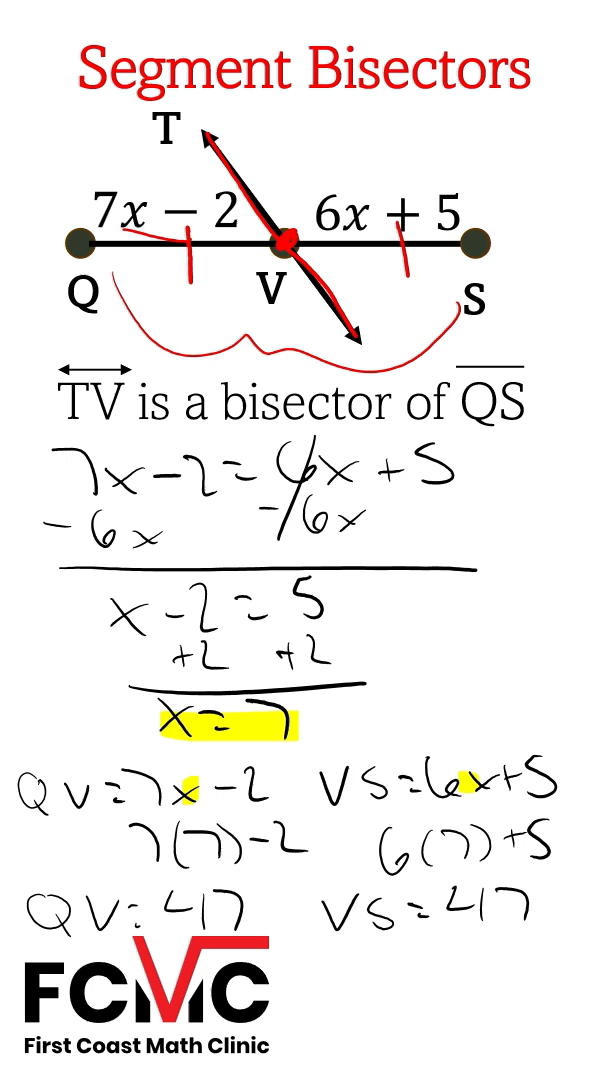 Segment Bisectors
T
7x − 2 6x + 5
Q V S
TV is a bisector of QS
7x-2=6x+5
-6x -6x
x-2=5
+2 +2
x=7
QV=7x-2 VS=6x+5
7(7)-2 6(7)+5
QV=47 VS=47
FCMC
First Coast Math Clinic